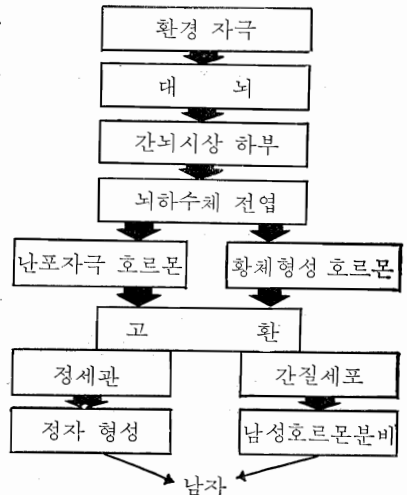 환경 자극
대 뇌
간뇌시상 하부
뇌하수체 전엽
난포자극 호르몬 황체형성 호르몬
고 환
정세관 간질세포
정자 형성 남성호르몬분비
남자